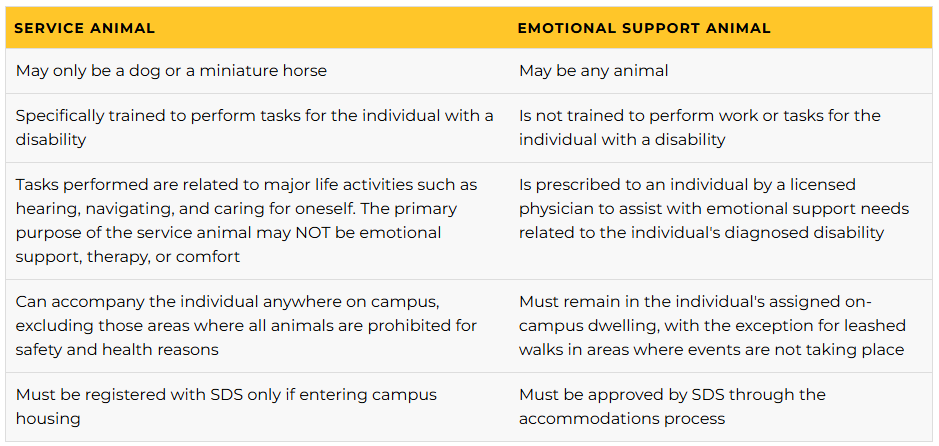 SERVICE ANIMAL
EMOTIONAL SUPPORT ANIMAL
May only be a dog or a miniature horse
May be any animal
Specifically trained to perform tasks for the individual with a
disability
Is not trained to perform work or tasks for the
individual with a disability
Tasks performed are related to major life activities such as
hearing, navigating, and caring for oneself. The primary
purpose of the service animal may NOT be emotional
support, therapy, or comfort
Is prescribed to an individual by a licensed
physician to assist with emotional support needs
related to the individual's diagnosed disability
Can accompany the individual anywhere on campus,
excluding those areas where all animals are prohibited for
safety and health reasons
Must remain in the individual's assigned on-
campus dwelling, with the exception for leashed
walks in areas where events are not taking place
Must be registered with SDS only if entering campus
housing
Must be approved by SDS through the
accommodations process